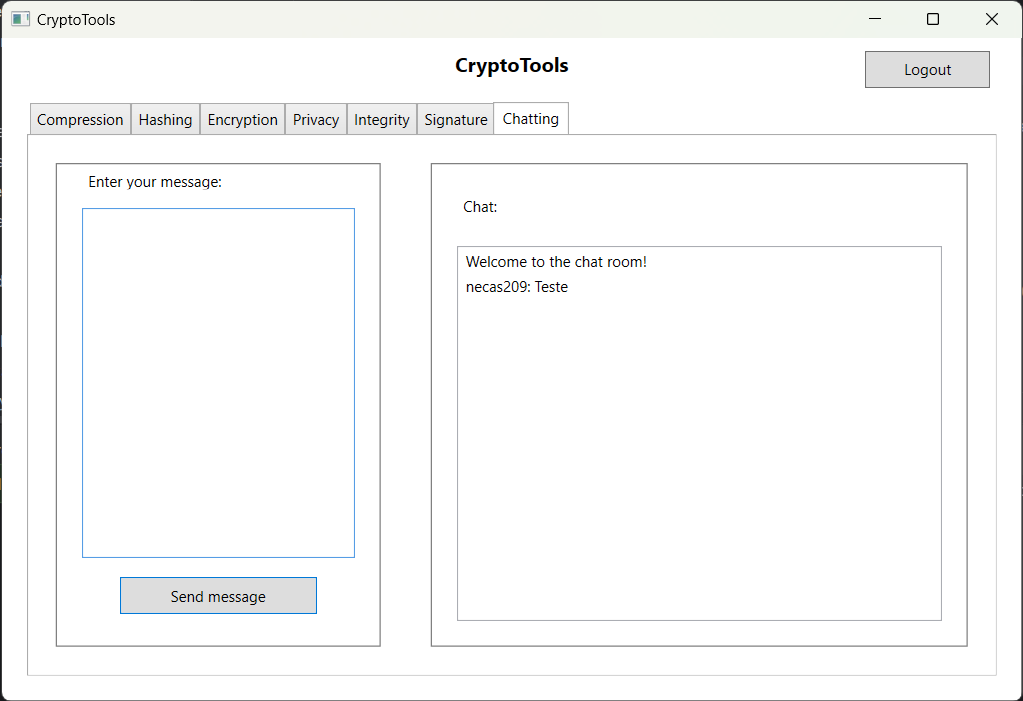 CryptoTools
CryptoTools
Logout
Compression Hashing Encryption Privacy Integrity Signature Chatting
Enter your message:
Send message
Chat:
Welcome to the chat room!
necas209: Teste